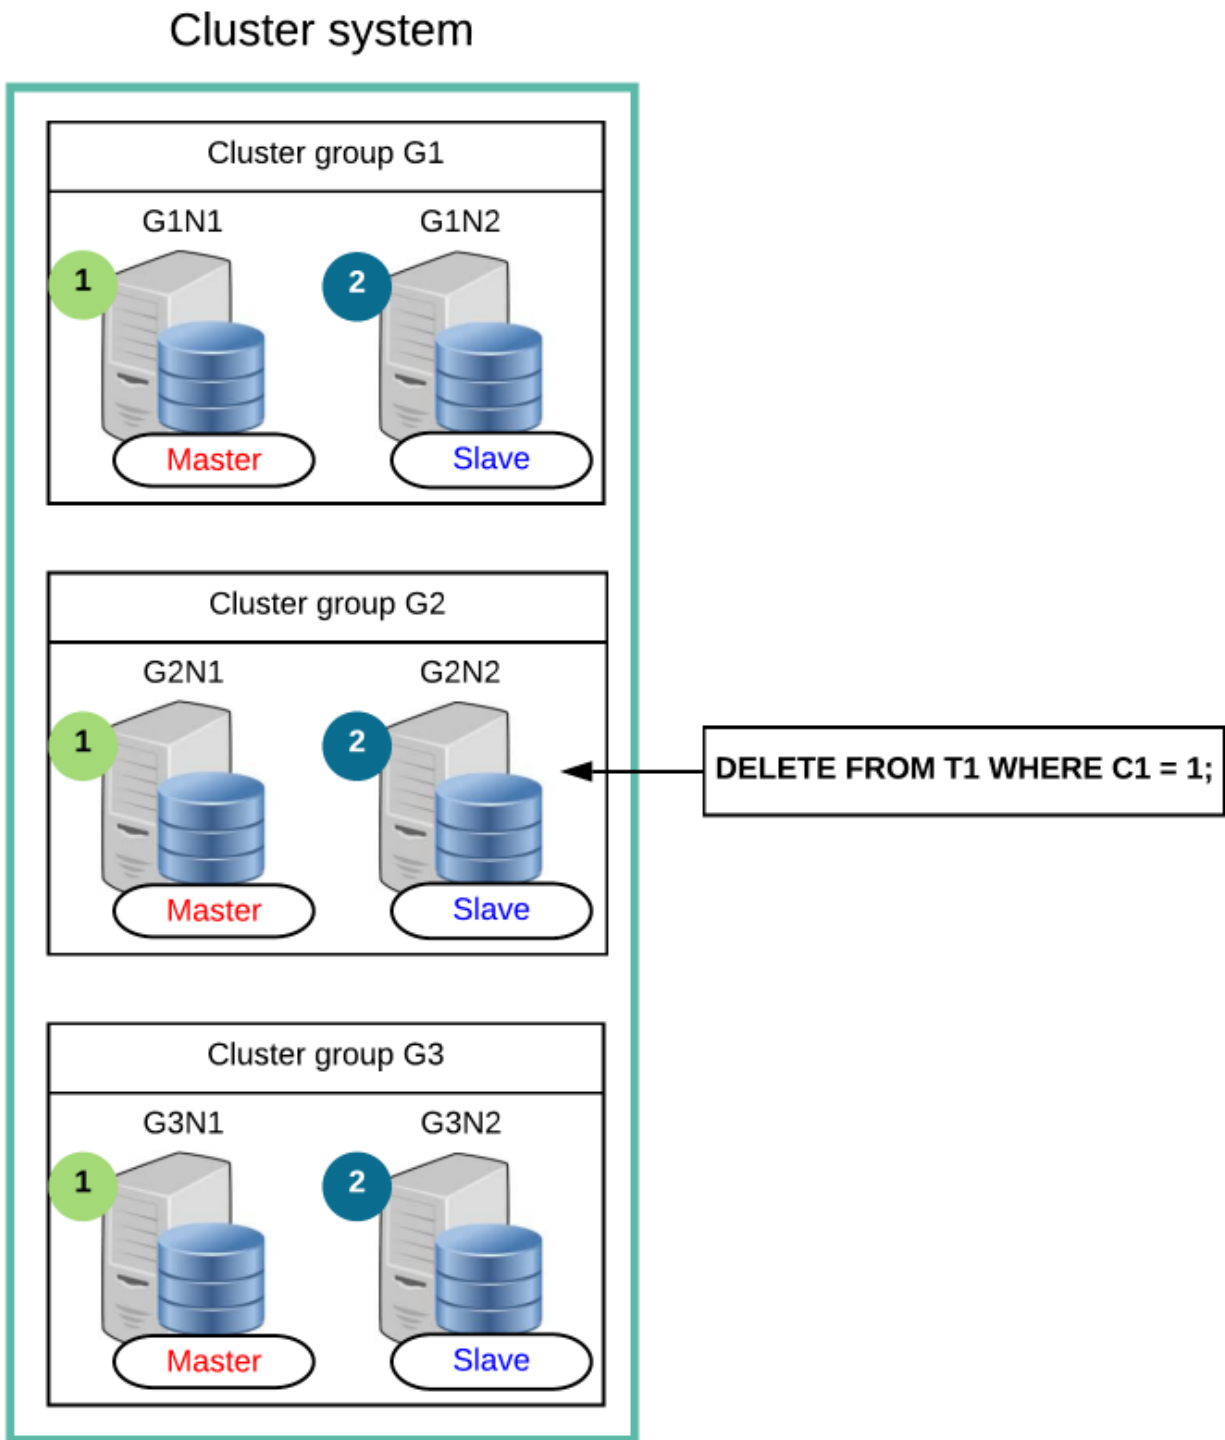 Cluster system
Cluster group G1
G1N1
G1N2
1
2
Master
Slave
Cluster group G2
G2N1
G2N2
1
2
DELETE FROM T1 WHERE C1 = 1;
Master
Slave
Cluster group G3
G3N1
G3N2
1
2
Master
Slave